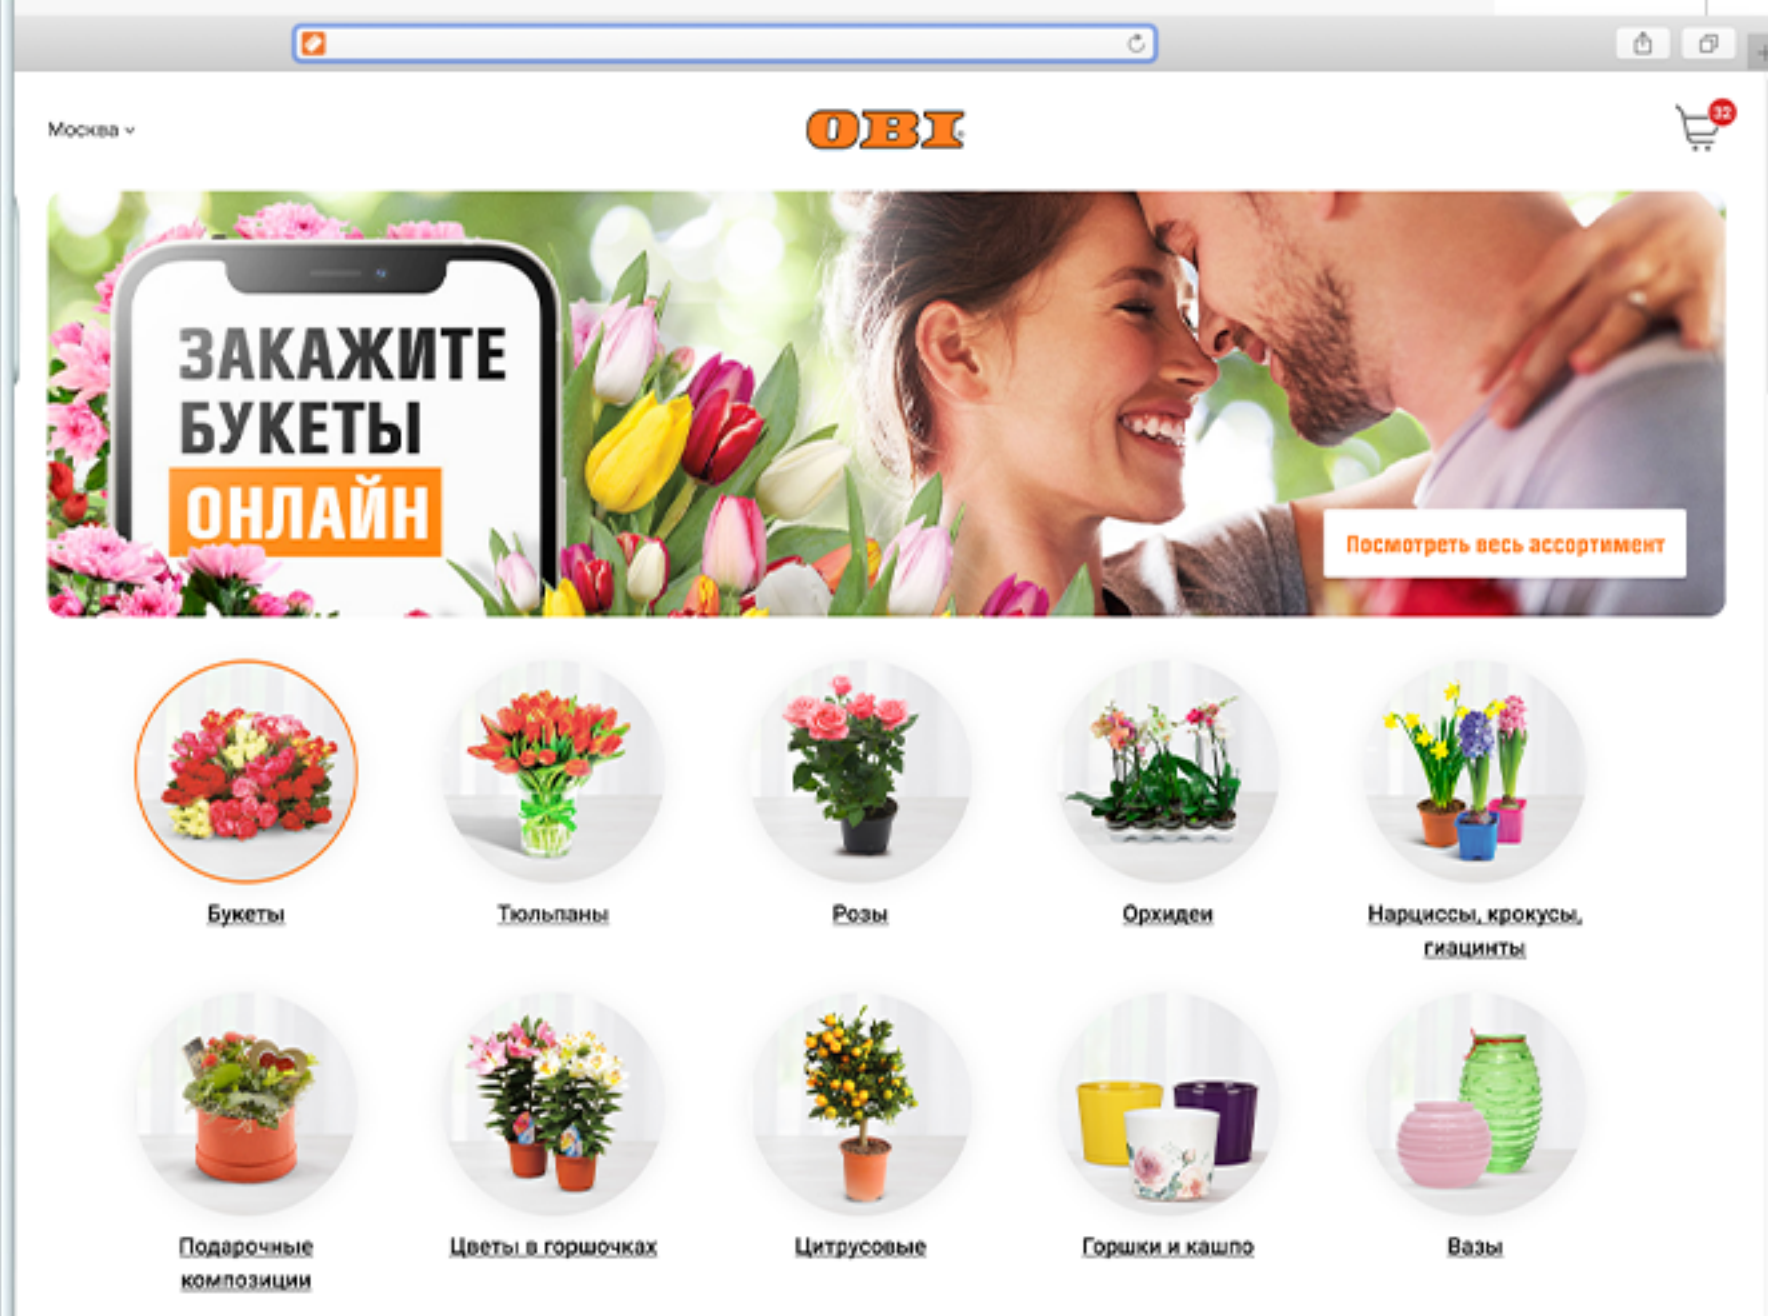 Москва
OBI
32
ЗАКАЖИТЕ
БУКЕТЫ
ОНЛАЙН
Посмотреть весь ассортимент
Букеты
Тюльпаны
Розы
Орхидеи
Нарциссы, крокусы,
гиацинты
Подарочные
композиции
Цветы в горшочках
Цитрусовые
Горшки и кашпо
Вазы